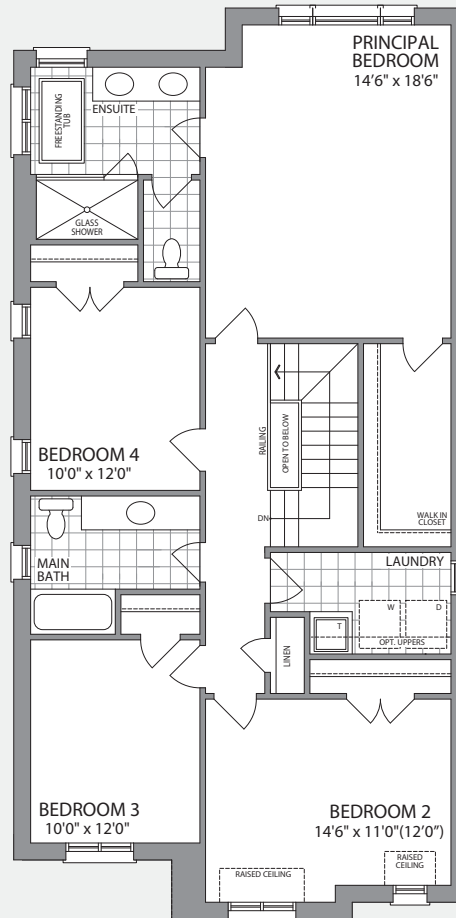 PRINCIPAL
BEDROOM
14'6" x 18'6"
ENSUITE
FREESTANDING
TUB
GLASS
SHOWER
BEDROOM 4
10'0" x 12'0"
RAILING
OPEN TO BELOW
DN
WALK IN
CLOSET
MAIN
BATH
LAUNDRY
W
D
T
OPT. UPPERS
LINEN
BEDROOM 3
10'0" x 12'0"
BEDROOM 2
14'6" x 11'0"(12'0")
RAISED CEILING
RAISED
CEILING